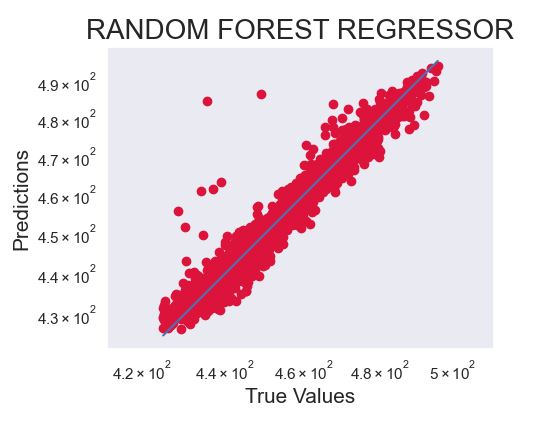 RANDOM FOREST REGRESSOR
Predictions
4.9 × 10²
4.8 × 10²
4.7 × 10²
4.6 × 10²
4.5 × 10²
4.4 × 10²
4.3 × 10²
4.2 × 10² 4.4 × 10² 4.6 × 10² 4.8 × 10² 5 × 10²
True Values